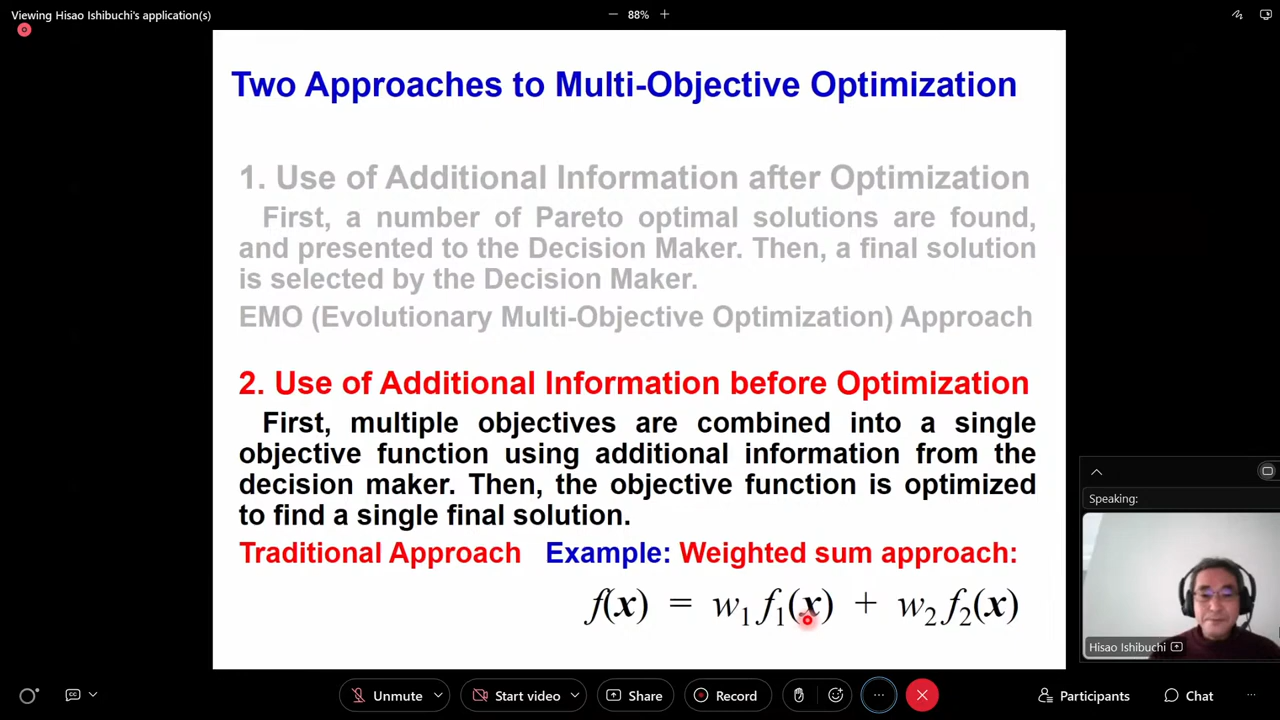 Viewing Hisao Ishibuchi's application(s)
88%
Two Approaches to Multi-Objective Optimization
1. Use of Additional Information after Optimization
First, a number of Pareto optimal solutions are found,
and presented to the Decision Maker. Then, a final solution
is selected by the Decision Maker.
EMO (Evolutionary Multi-Objective Optimization) Approach
2. Use of Additional Information before Optimization
First, multiple objectives are combined into a single
objective function using additional information from the
decision maker. Then, the objective function is optimized
to find a single final solution.
Traditional Approach Example: Weighted sum approach:
f(x) = w₁ f₁(x) + w₂ f₂(x)
Speaking:
Hisao Ishibuchi
CC
Unmute
Start video
Share
Record
Participants
Chat